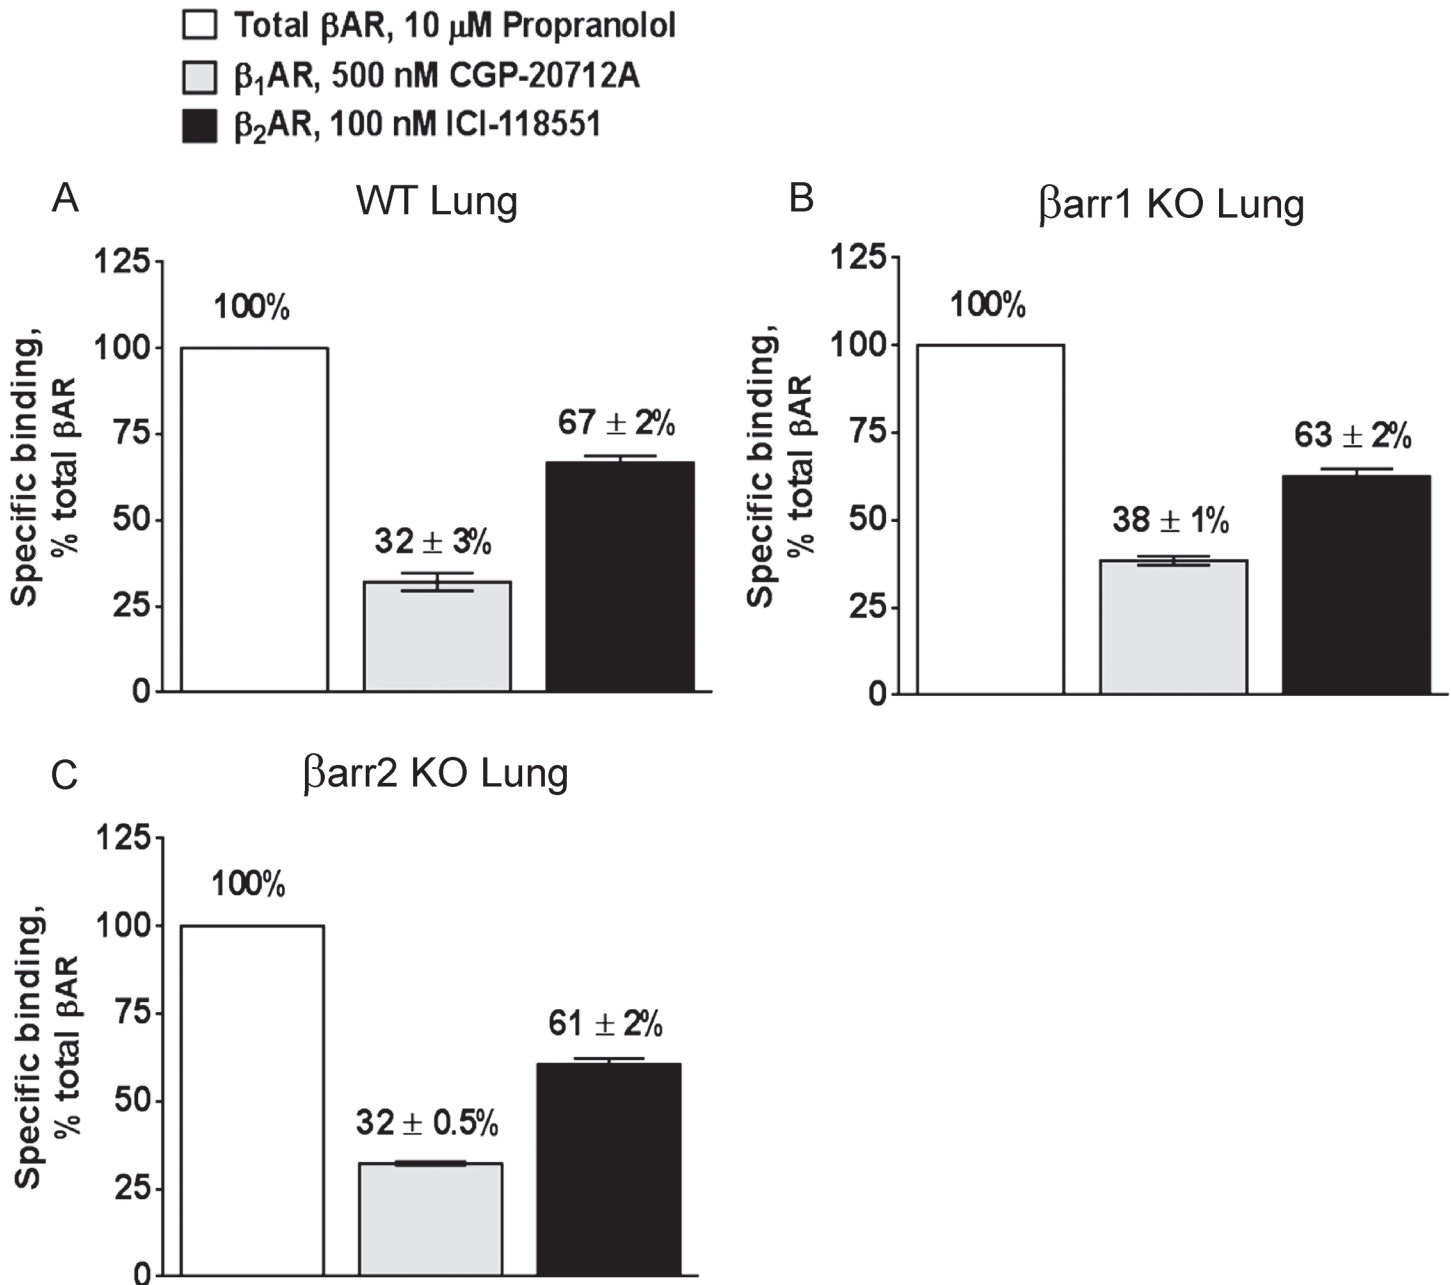 Total βAR, 10 μM Propranolol
β₁AR, 500 nM CGP-20712A
β₂AR, 100 nM ICI-118551
A
WT Lung
125
100
75
50
25
0
Specific binding,
% total βAR
100%
32 ± 3%
67 ± 2%
B
βarr1 KO Lung
125
100
75
50
25
0
Specific binding,
% total βAR
100%
38 ± 1%
63 ± 2%
C
βarr2 KO Lung
125
100
75
50
25
0
Specific binding,
% total βAR
100%
32 ± 0.5%
61 ± 2%